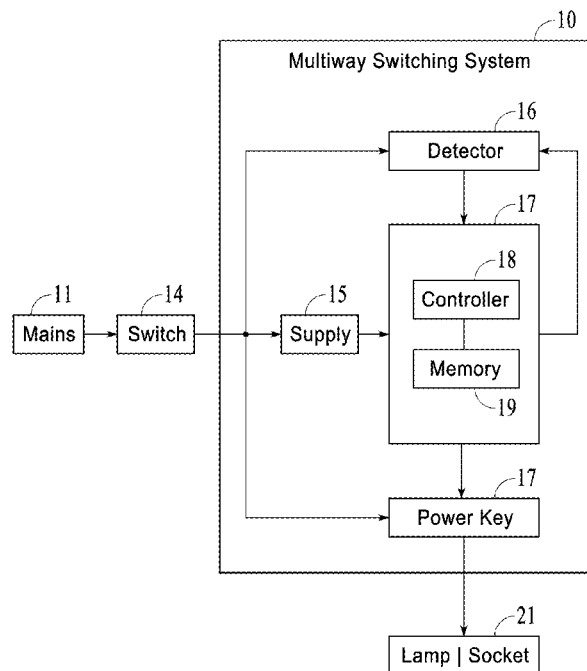 10
Multiway Switching System
16
Detector
17
18
Controller
11
14
15
Mains
Switch
Supply
Memory
19
17
Power Key
21
Lamp | Socket